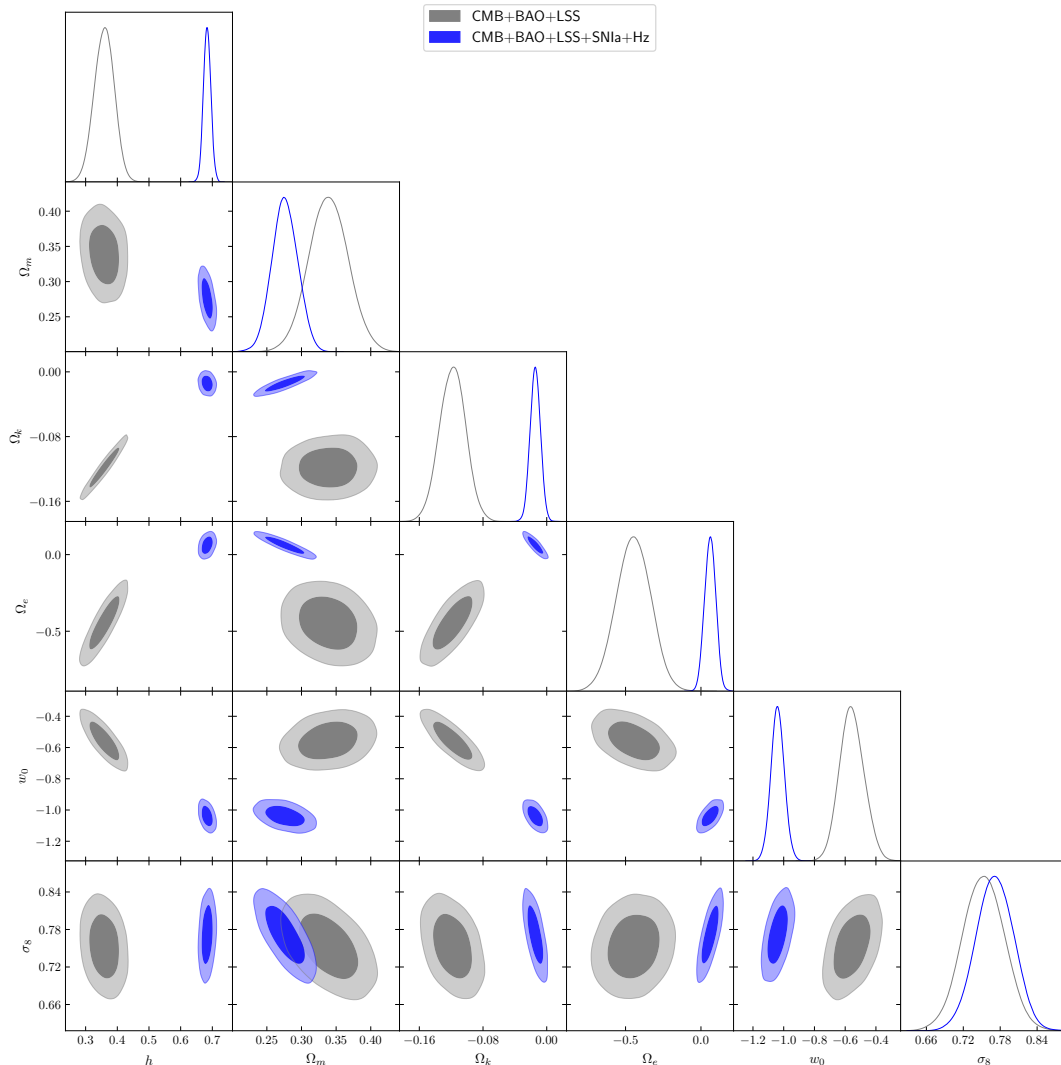 CMB+BAO+LSS
CMB+BAO+LSS+SNIa+Hz
0.40
0.35
0.30
0.25
Ω_m
0.00
−0.08
−0.16
Ω_k
0.0
−0.5
Ω_e
−0.4
−0.6
−0.8
−1.0
−1.2
w_0
0.84
0.78
0.72
0.66
σ_8
0.3 0.4 0.5 0.6 0.7
0.25 0.30 0.35 0.40
−0.16 −0.08 0.00
−0.5 0.0
−1.2 −1.0 −0.8 −0.6 −0.4
0.66 0.72 0.78 0.84
h
Ω_m
Ω_k
Ω_e
w_0
σ_8